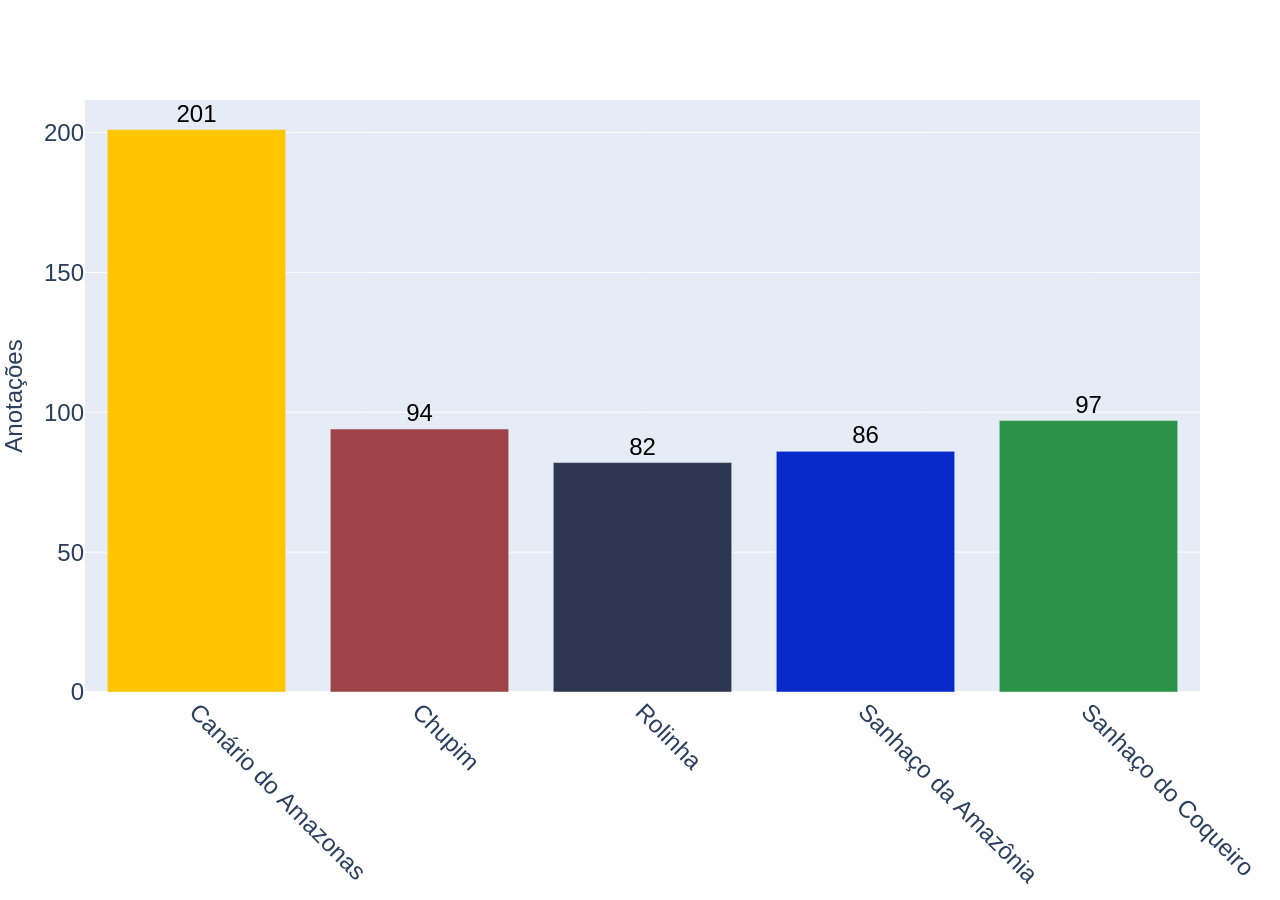 201
200
150
Anotações
100
97
94
86
82
50
0
Canário do Amazonas
Chupim
Rolinha
Sanhaço da Amazônia
Sanhaço do Coqueiro